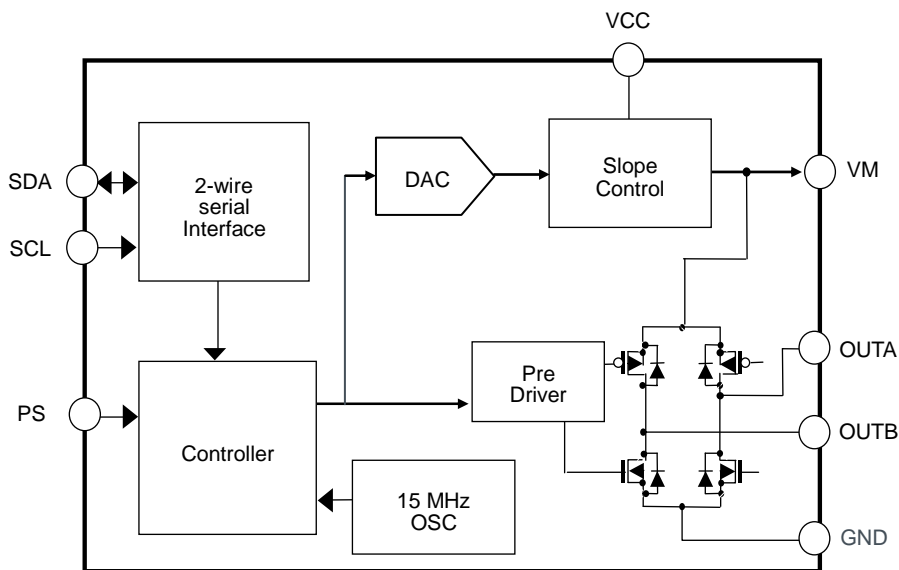 VCC
SDA
SCL
2-wire
serial
Interface
DAC
Slope
Control
VM
PS
Controller
15 MHz
OSC
Pre
Driver
OUTA
OUTB
GND